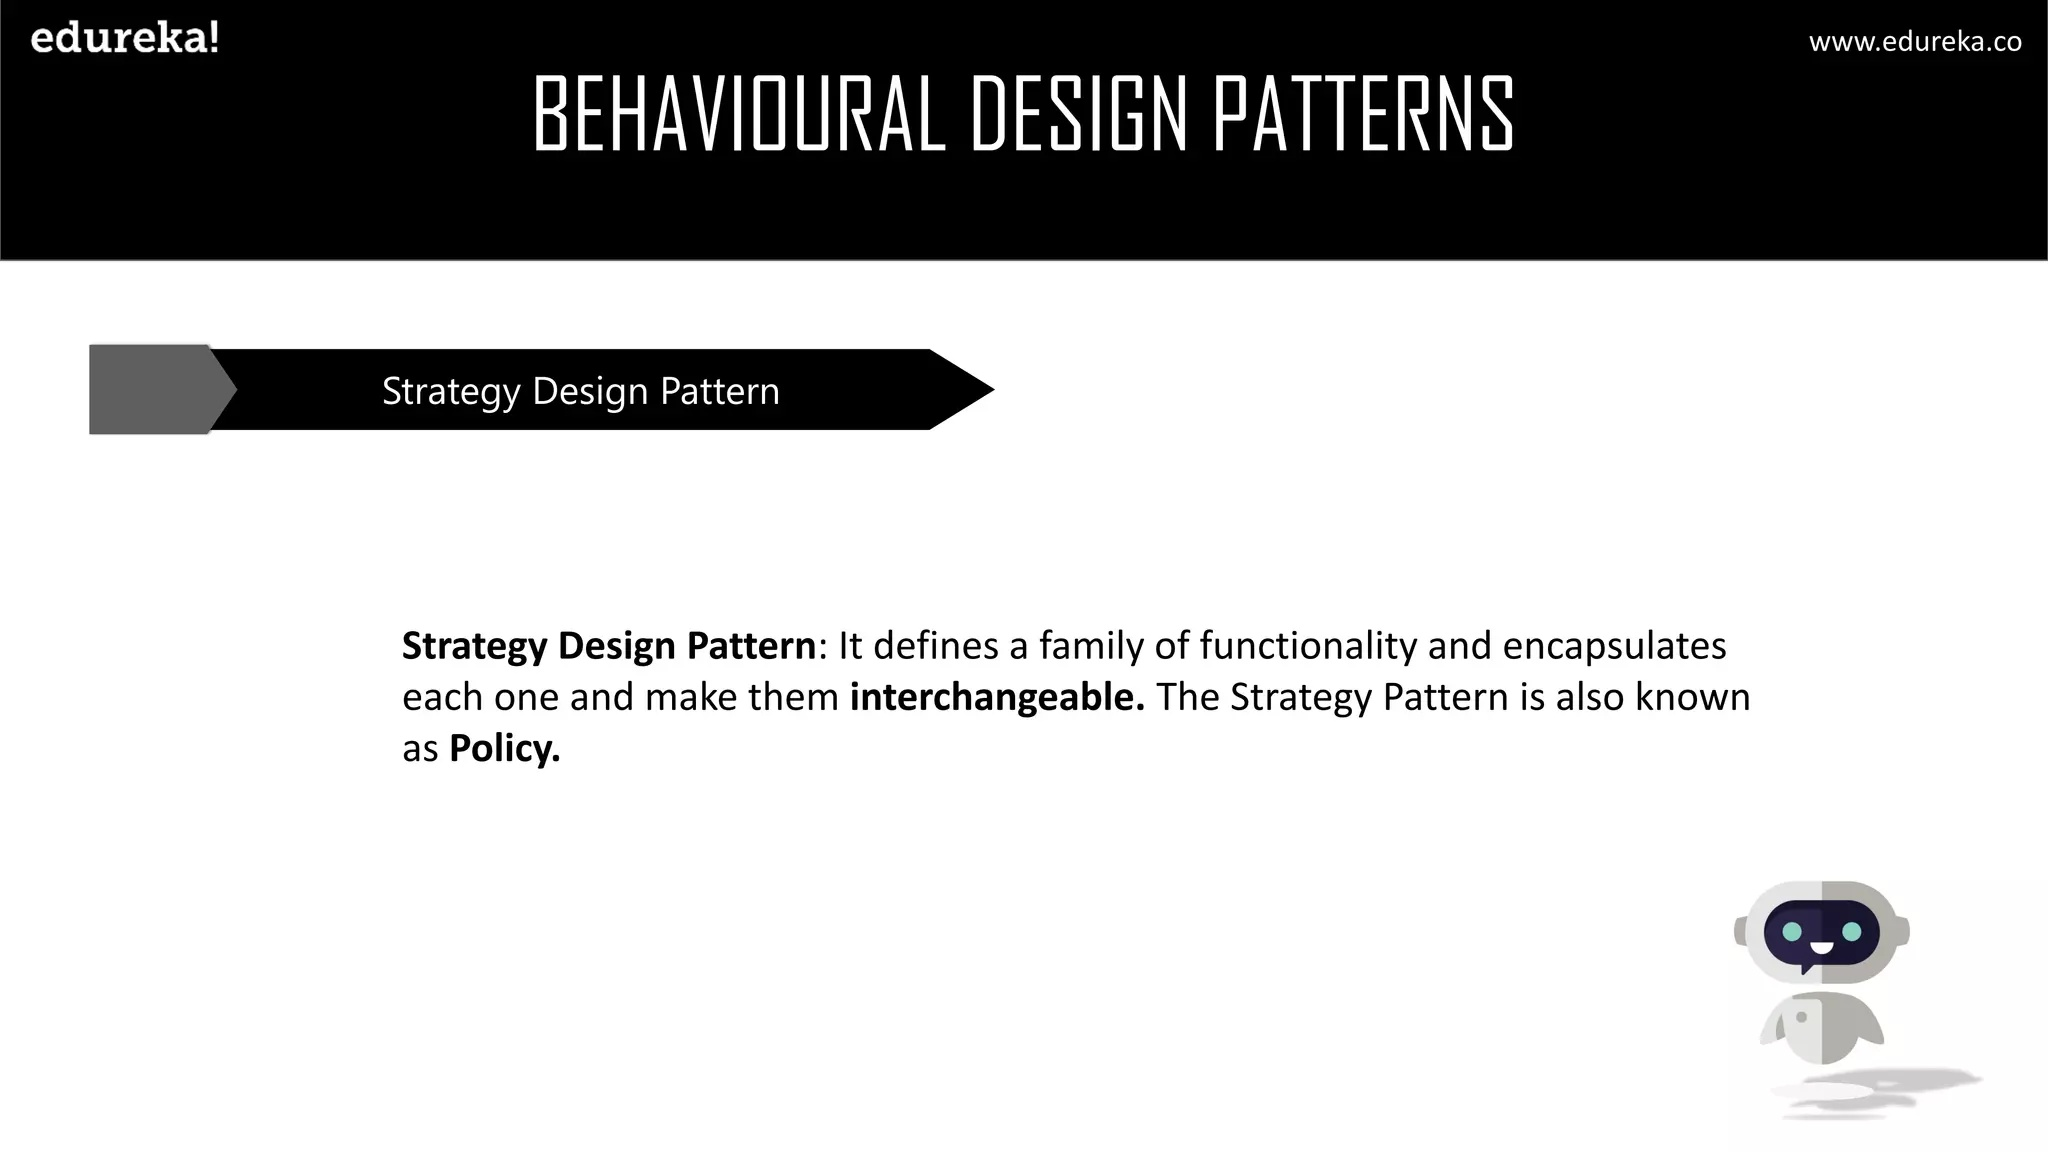 edureka!
www.edureka.co
BEHAVIOURAL DESIGN PATTERNS
Strategy Design Pattern
Strategy Design Pattern: It defines a family of functionality and encapsulates
each one and make them interchangeable. The Strategy Pattern is also known
as Policy.